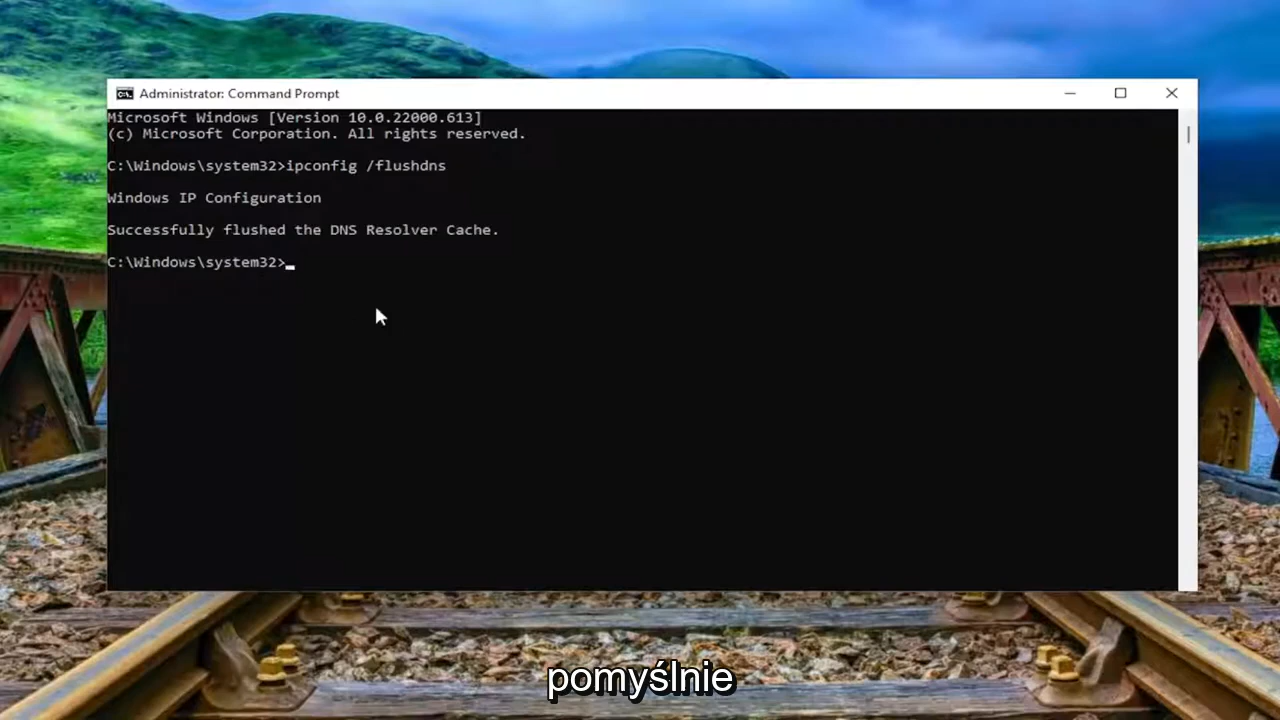 Administrator: Command Prompt
Microsoft Windows [Version 10.0.22000.613]
(c) Microsoft Corporation. All rights reserved.
C:\Windows\system32>ipconfig /flushdns
Windows IP Configuration
Successfully flushed the DNS Resolver Cache.
C:\Windows\system32>
pomyślnie